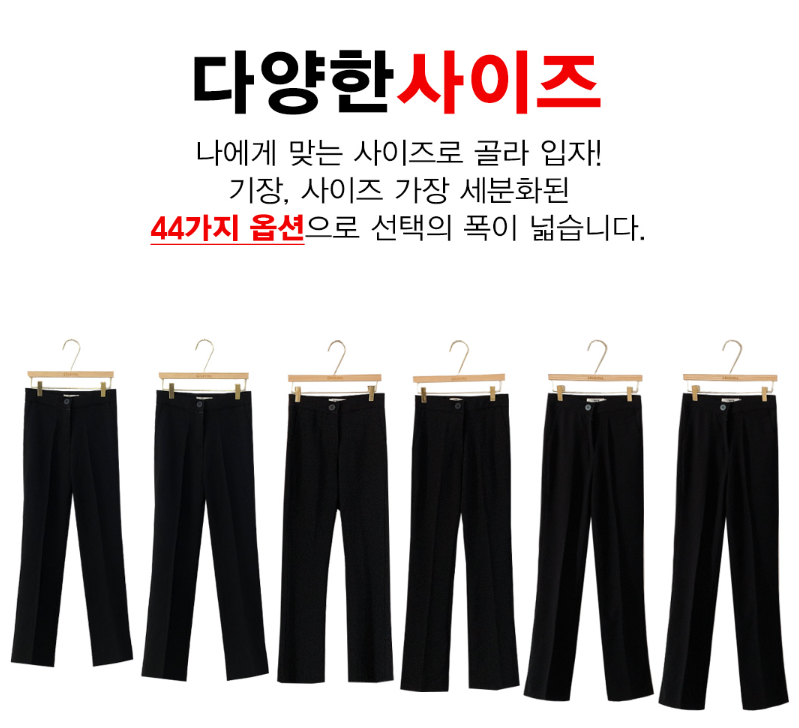 다양한사이즈
나에게 맞는 사이즈로 골라 입자!
기장, 사이즈 가장 세분화된
44가지 옵션으로 선택의 폭이 넓습니다.